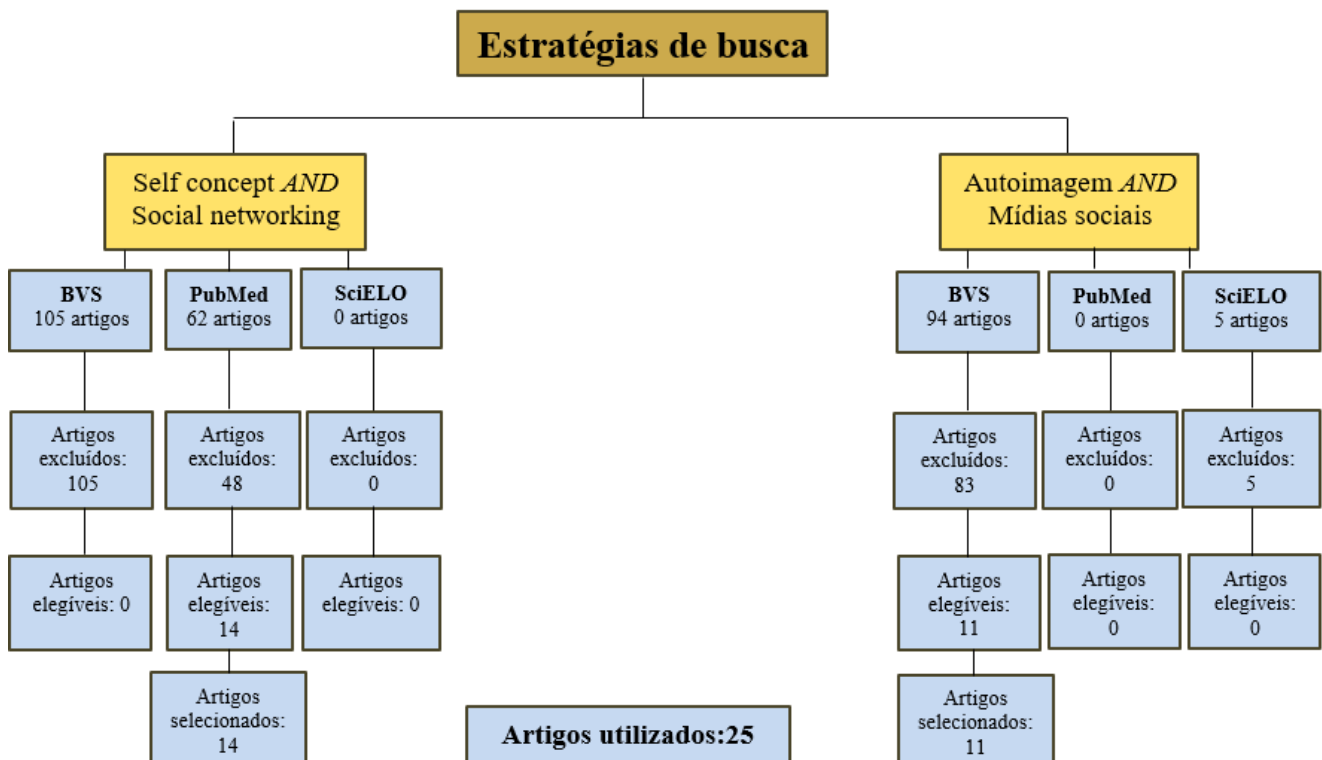 Estratégias de busca
Self concept AND
Social networking
Autoimagem AND
Mídias sociais
BVS
105 artigos
PubMed
62 artigos
SciELO
0 artigos
BVS
94 artigos
PubMed
0 artigos
SciELO
5 artigos
Artigos
excluídos:
105
Artigos
excluídos:
48
Artigos
excluídos:
0
Artigos
excluídos:
83
Artigos
excluídos:
0
Artigos
excluídos:
5
Artigos
elegíveis: 0
Artigos
elegíveis:
14
Artigos
elegíveis: 0
Artigos
elegíveis:
11
Artigos
elegíveis:
0
Artigos
elegíveis:
0
Artigos
selecionados:
14
Artigos utilizados:25
Artigos
selecionados:
11